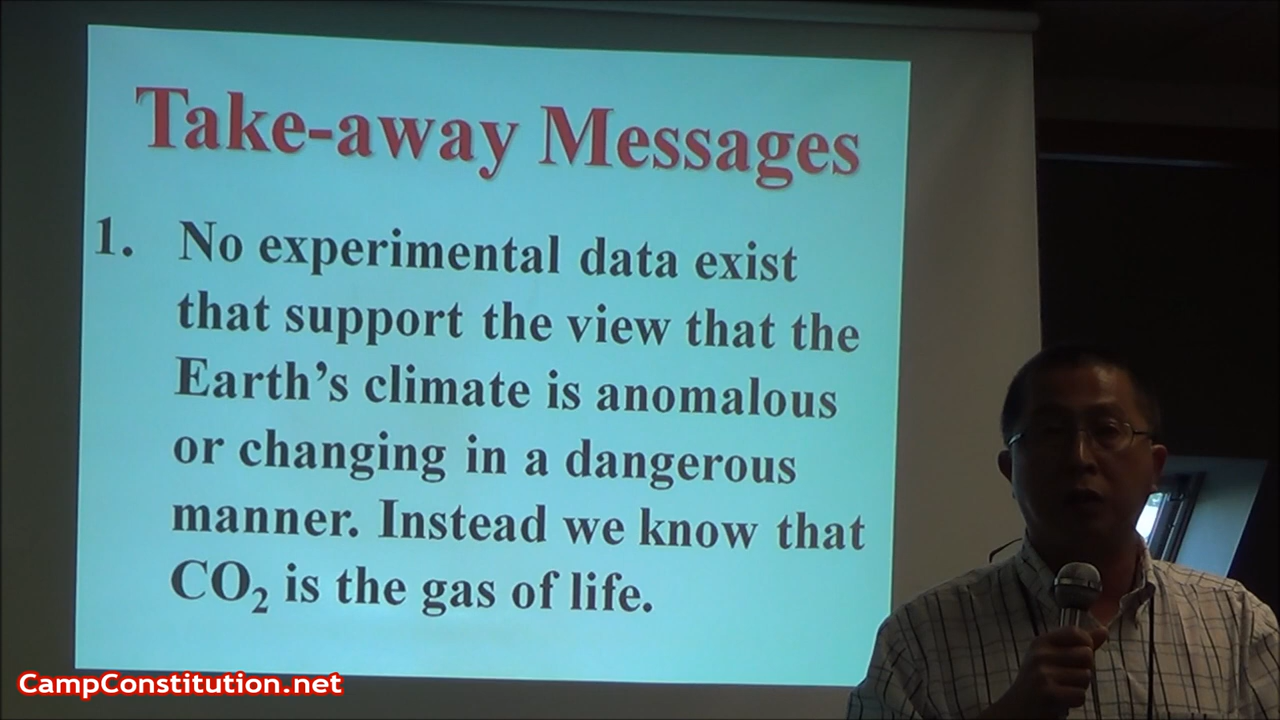 Take-away Messages
1. No experimental data exist
that support the view that the
Earth's climate is anomalous
or changing in a dangerous
manner. Instead we know that
CO₂ is the gas of life.
CampConstitution.net